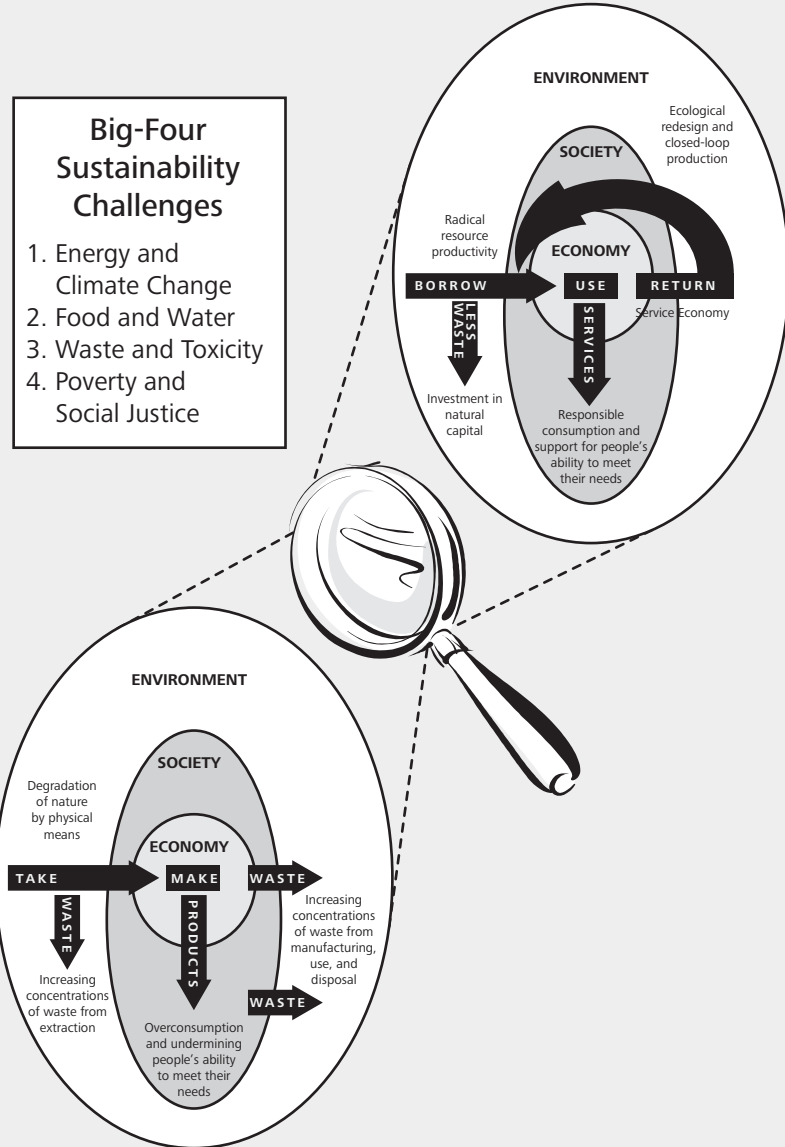 Big-Four
Sustainability
Challenges
1. Energy and
Climate Change
2. Food and Water
3. Waste and Toxicity
4. Poverty and
Social Justice
ENVIRONMENT
Ecological
redesign and
closed-loop
production
SOCIETY
Radical
resource
productivity
ECONOMY
BORROW
USE
RETURN
Service Economy
LESS
WASTE
SERVICES
Investment in
natural
capital
Responsible
consumption and
support for people's
ability to meet
their needs
ENVIRONMENT
SOCIETY
Degradation
of nature
by physical
means
ECONOMY
TAKE
MAKE
WASTE
WASTE
PRODUCTS
Increasing
concentrations
of waste from
manufacturing,
use, and
disposal
Increasing
concentrations
of waste from
extraction
WASTE
Overconsumption
and undermining
people's ability
to meet their
needs